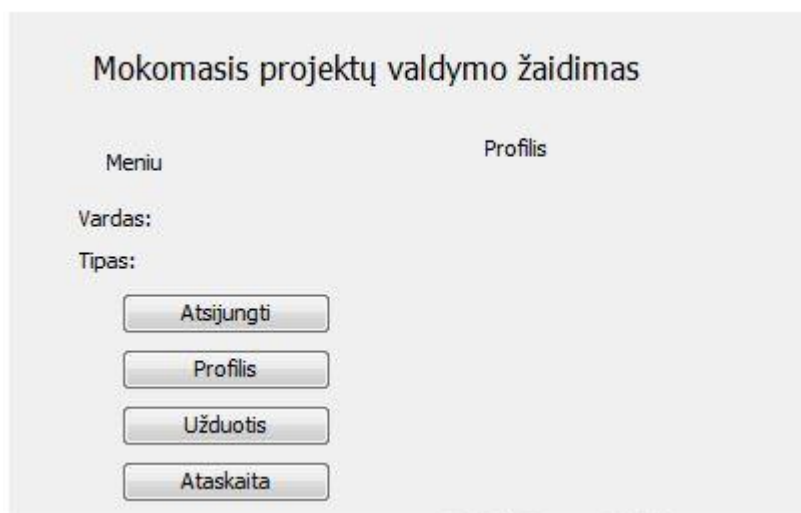 Mokomasis projektų valdymo žaidimas
Meniu
Profilis
Vardas:
Tipas:
Atsijungti
Profilis
Užduotis
Ataskaita